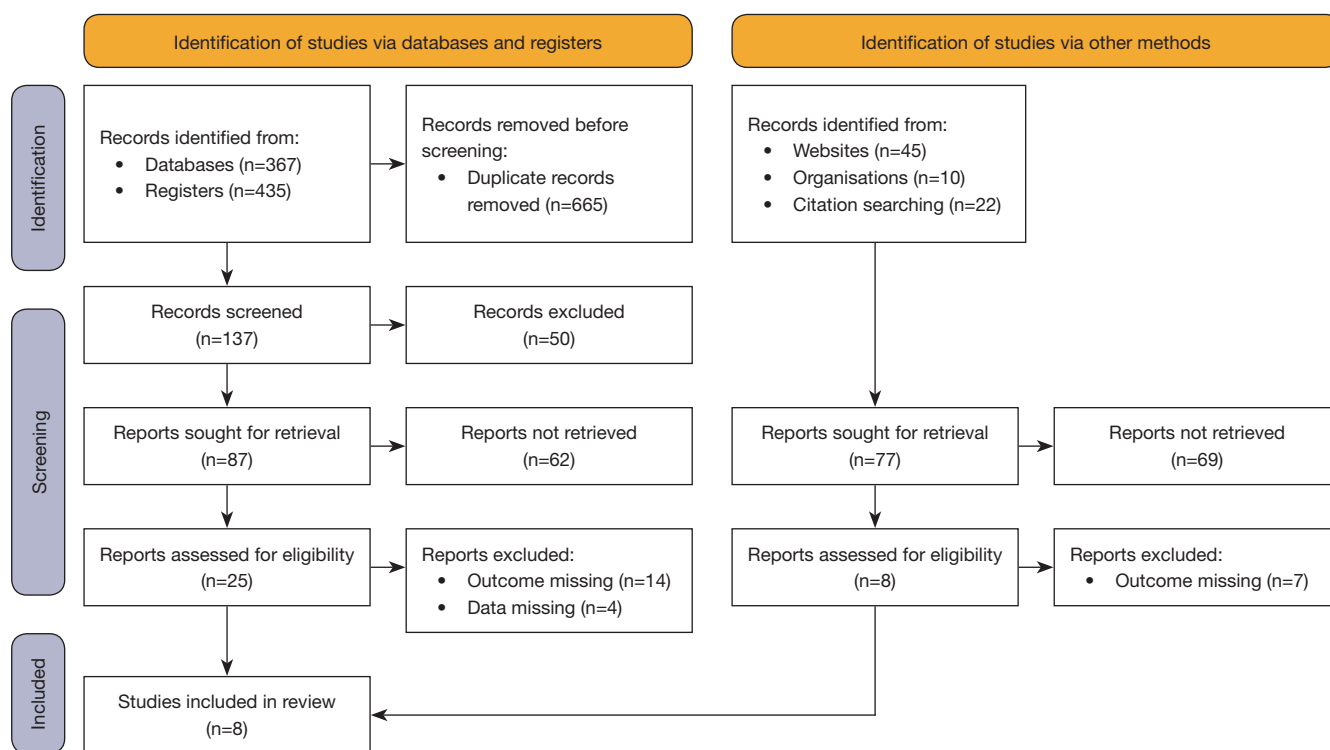 Identification of studies via databases and registers
Identification of studies via other methods
Identification
Records identified from:
• Databases (n=367)
• Registers (n=435)
Records removed before
screening:
• Duplicate records
removed (n=665)
Records identified from:
• Websites (n=45)
• Organisations (n=10)
• Citation searching (n=22)
Screening
Records screened
(n=137)
Records excluded
(n=50)
Reports sought for retrieval
(n=87)
Reports not retrieved
(n=62)
Reports sought for retrieval
(n=77)
Reports not retrieved
(n=69)
Reports assessed for eligibility
(n=25)
Reports excluded:
• Outcome missing (n=14)
• Data missing (n=4)
Reports assessed for eligibility
(n=8)
Reports excluded:
• Outcome missing (n=7)
Included
Studies included in review
(n=8)